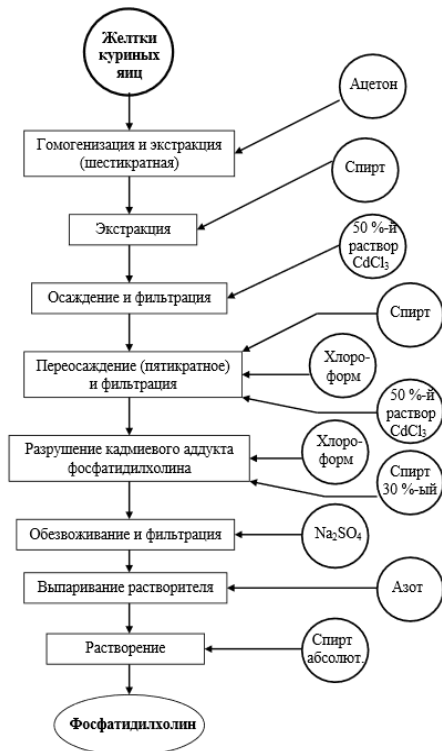 Желтки
куриных
яиц
Ацетон
Гомогенизация и экстракция
(шестикратная)
Спирт
Экстракция
50 %-й
раствор
CdCl₃
Осаждение и фильтрация
Спирт
Хлоро-
форм
Переосаждение (пятикратное)
и фильтрация
50 %-й
раствор
CdCl₃
Хлоро-
форм
Разрушение кадмиевого аддукта
фосфатидилхолина
Спирт
30 %-ый
Обезвоживание и фильтрация
Na₂SO₄
Выпаривание растворителя
Азот
Растворение
Спирт
абсолют.
Фосфатидилхолин